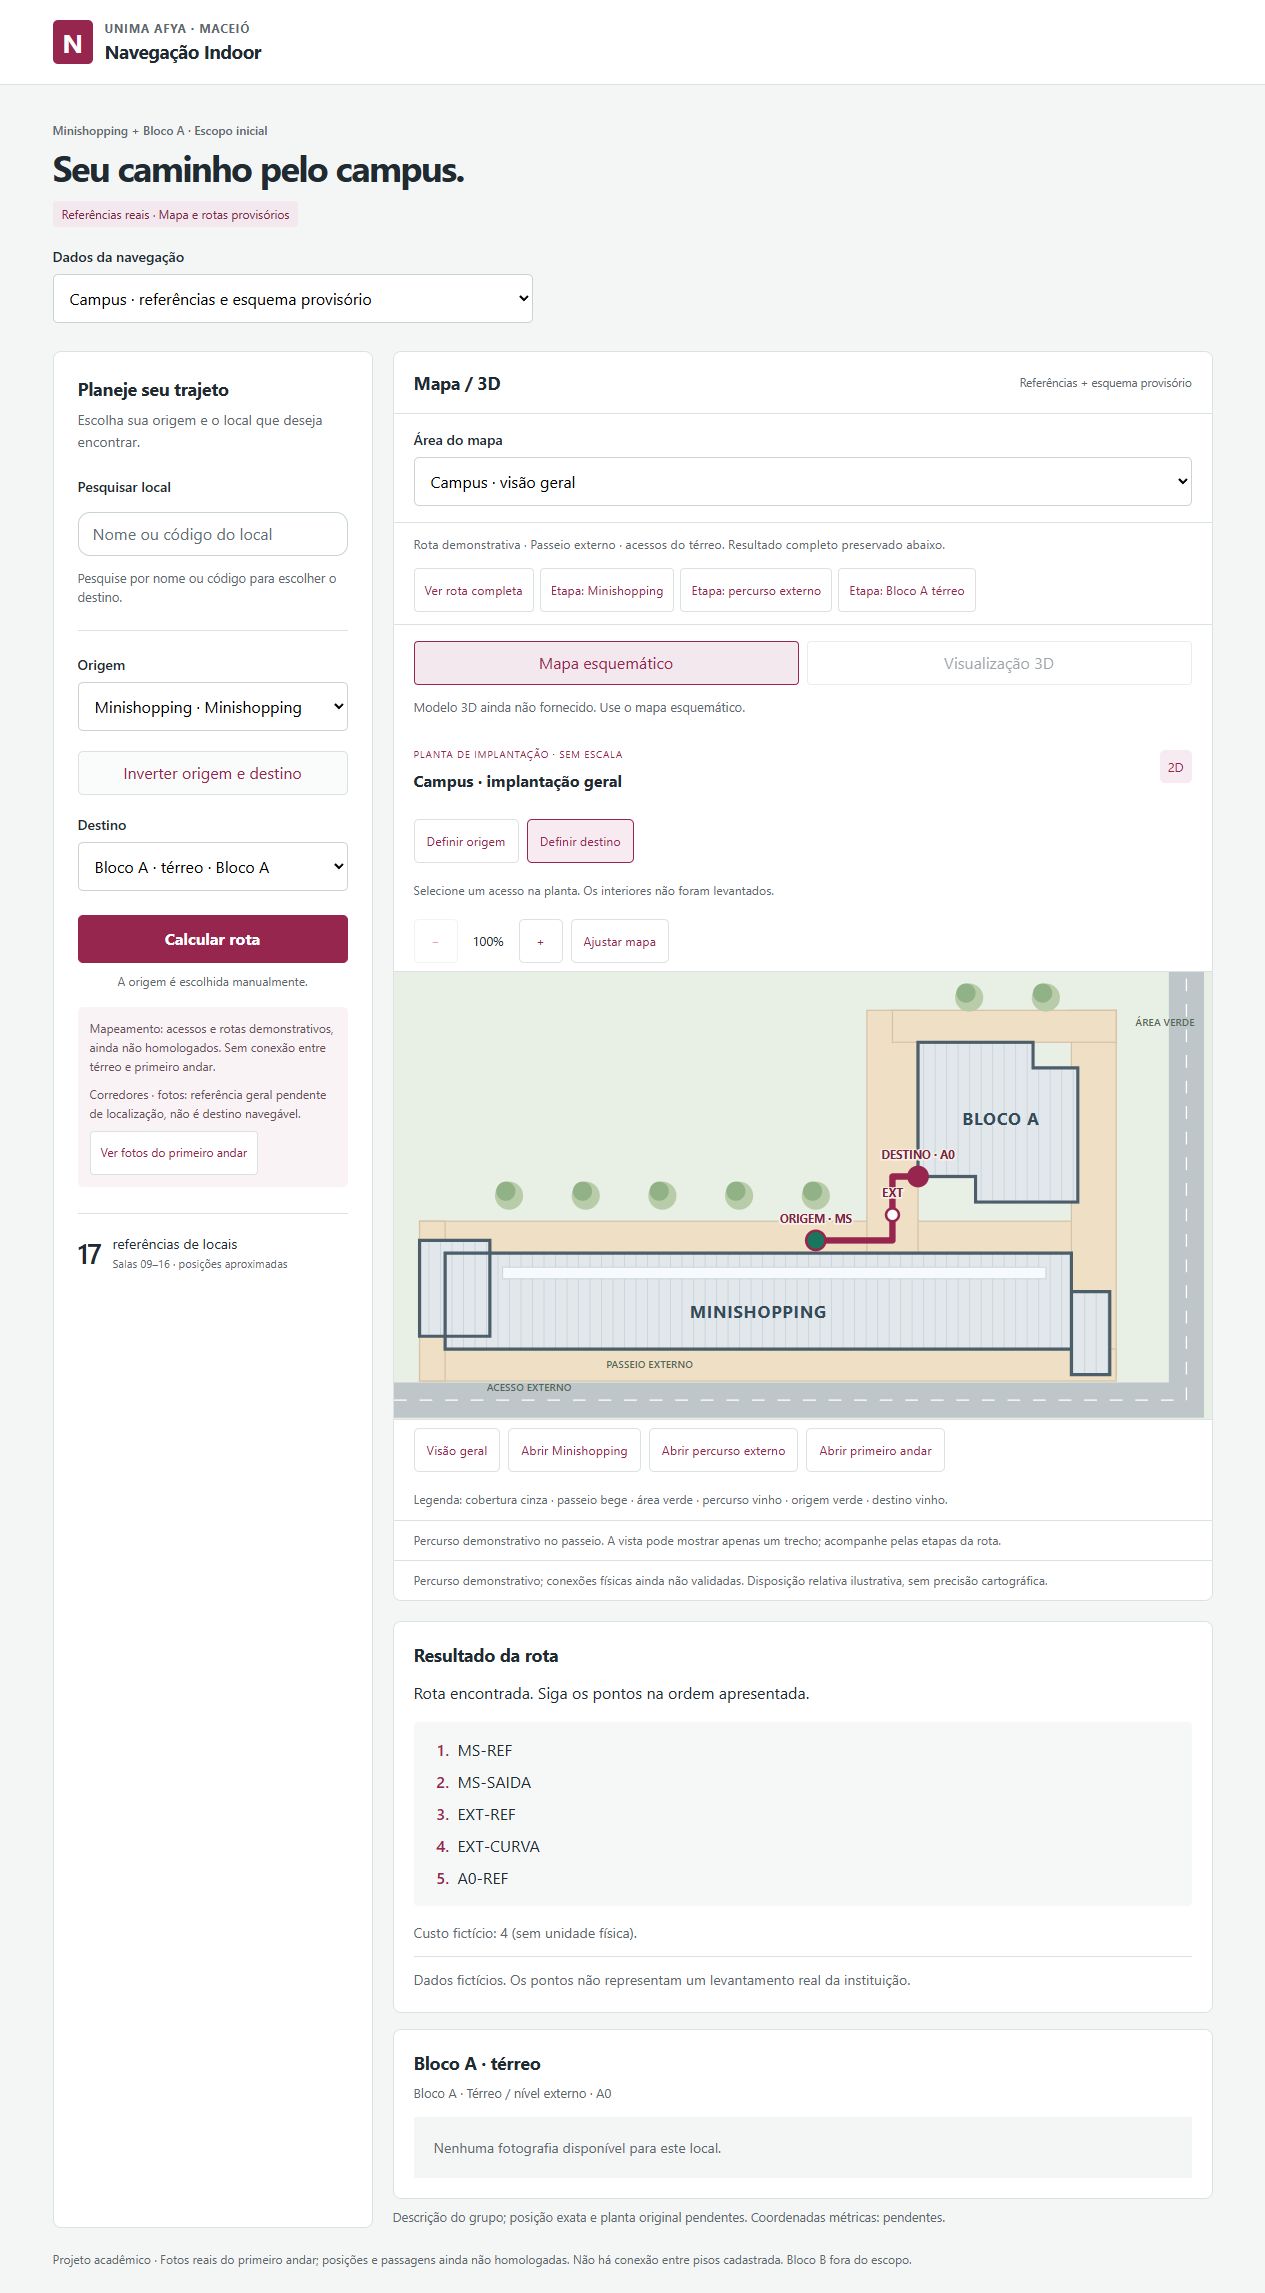 N
UNIMA AFYA · MACEIÓ
Navegação Indoor
Minishopping + Bloco A · Escopo inicial
Seu caminho pelo campus.
Referências reais · Mapa e rotas provisórios
Dados da navegação
Campus · referências e esquema provisório
Planeje seu trajeto
Escolha sua origem e o local que deseja
encontrar.
Pesquisar local
Nome ou código do local
Pesquise por nome ou código para escolher o
destino.
Origem
Minishopping · Minishopping
Inverter origem e destino
Destino
Bloco A · térreo · Bloco A
Calcular rota
A origem é escolhida manualmente.
Mapeamento: acessos e rotas demonstrativos,
ainda não homologados. Sem conexão entre
térreo e primeiro andar.
Corredores · fotos: referência geral pendente
de localização, não é destino navegável.
Ver fotos do primeiro andar
17
referências de locais
Salas 09–16 · posições aproximadas
Mapa / 3D
Referências + esquema provisório
Área do mapa
Campus · visão geral
Rota demonstrativa · Passeio externo · acessos do térreo. Resultado completo preservado abaixo.
Ver rota completa
Etapa: Minishopping
Etapa: percurso externo
Etapa: Bloco A térreo
Mapa esquemático
Visualização 3D
Modelo 3D ainda não fornecido. Use o mapa esquemático.
PLANTA DE IMPLANTAÇÃO · SEM ESCALA
Campus · implantação geral
2D
Definir origem
Definir destino
Selecione um acesso na planta. Os interiores não foram levantados.
−
100%
+
Ajustar mapa
ÁREA VERDE
BLOCO A
DESTINO · A0
EXT
ORIGEM · MS
MINISHOPPING
PASSEIO EXTERNO
ACESSO EXTERNO
Visão geral
Abrir Minishopping
Abrir percurso externo
Abrir primeiro andar
Legenda: cobertura cinza · passeio bege · área verde · percurso vinho · origem verde · destino vinho.
Percurso demonstrativo no passeio. A vista pode mostrar apenas um trecho; acompanhe pelas etapas da rota.
Percurso demonstrativo; conexões físicas ainda não validadas. Disposição relativa ilustrativa, sem precisão cartográfica.
Resultado da rota
Rota encontrada. Siga os pontos na ordem apresentada.
1. MS-REF
2. MS-SAIDA
3. EXT-REF
4. EXT-CURVA
5. A0-REF
Custo fictício: 4 (sem unidade física).
Dados fictícios. Os pontos não representam um levantamento real da instituição.
Bloco A · térreo
Bloco A · Térreo / nível externo · A0
Nenhuma fotografia disponível para este local.
Descrição do grupo; posição exata e planta original pendentes. Coordenadas métricas: pendentes.
Projeto acadêmico · Fotos reais do primeiro andar; posições e passagens ainda não homologadas. Não há conexão entre pisos cadastrada. Bloco B fora do escopo.